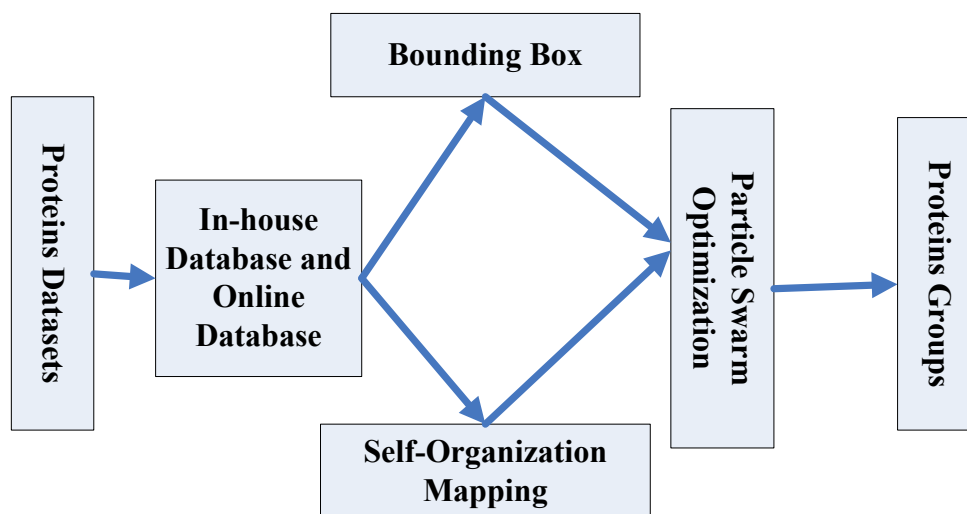 Proteins Datasets
In-house
Database and
Online
Database
Bounding Box
Self-Organization
Mapping
Particle Swarm
Optimization
Proteins Groups